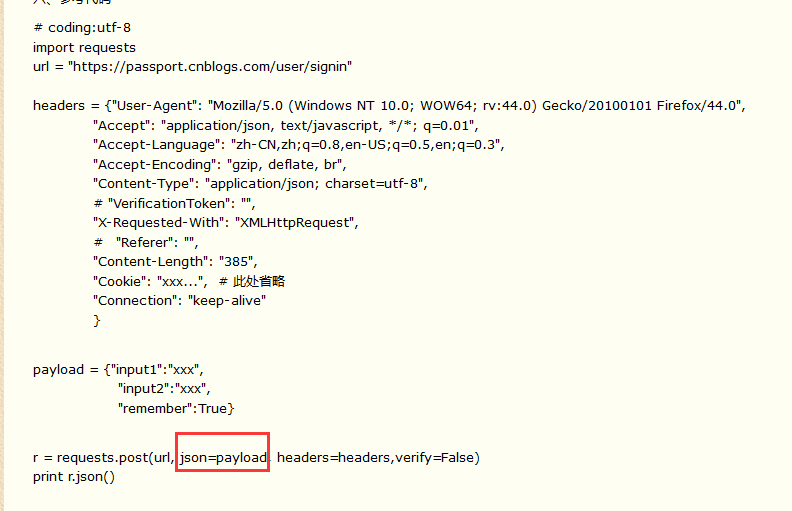 八、参考代码
# coding:utf-8
import requests
url = "https://passport.cnblogs.com/user/signin"
headers = {"User-Agent": "Mozilla/5.0 (Windows NT 10.0; WOW64; rv:44.0) Gecko/20100101 Firefox/44.0",
"Accept": "application/json, text/javascript, */*; q=0.01",
"Accept-Language": "zh-CN,zh;q=0.8,en-US;q=0.5,en;q=0.3",
"Accept-Encoding": "gzip, deflate, br",
"Content-Type": "application/json; charset=utf-8",
# "VerificationToken": "",
"X-Requested-With": "XMLHttpRequest",
#   "Referer": "",
"Content-Length": "385",
"Cookie": "xxx...",  # 此处省略
"Connection": "keep-alive"
}
payload = {"input1":"xxx",
"input2":"xxx",
"remember":True}
r = requests.post(url, json=payload, headers=headers,verify=False)
print r.json()